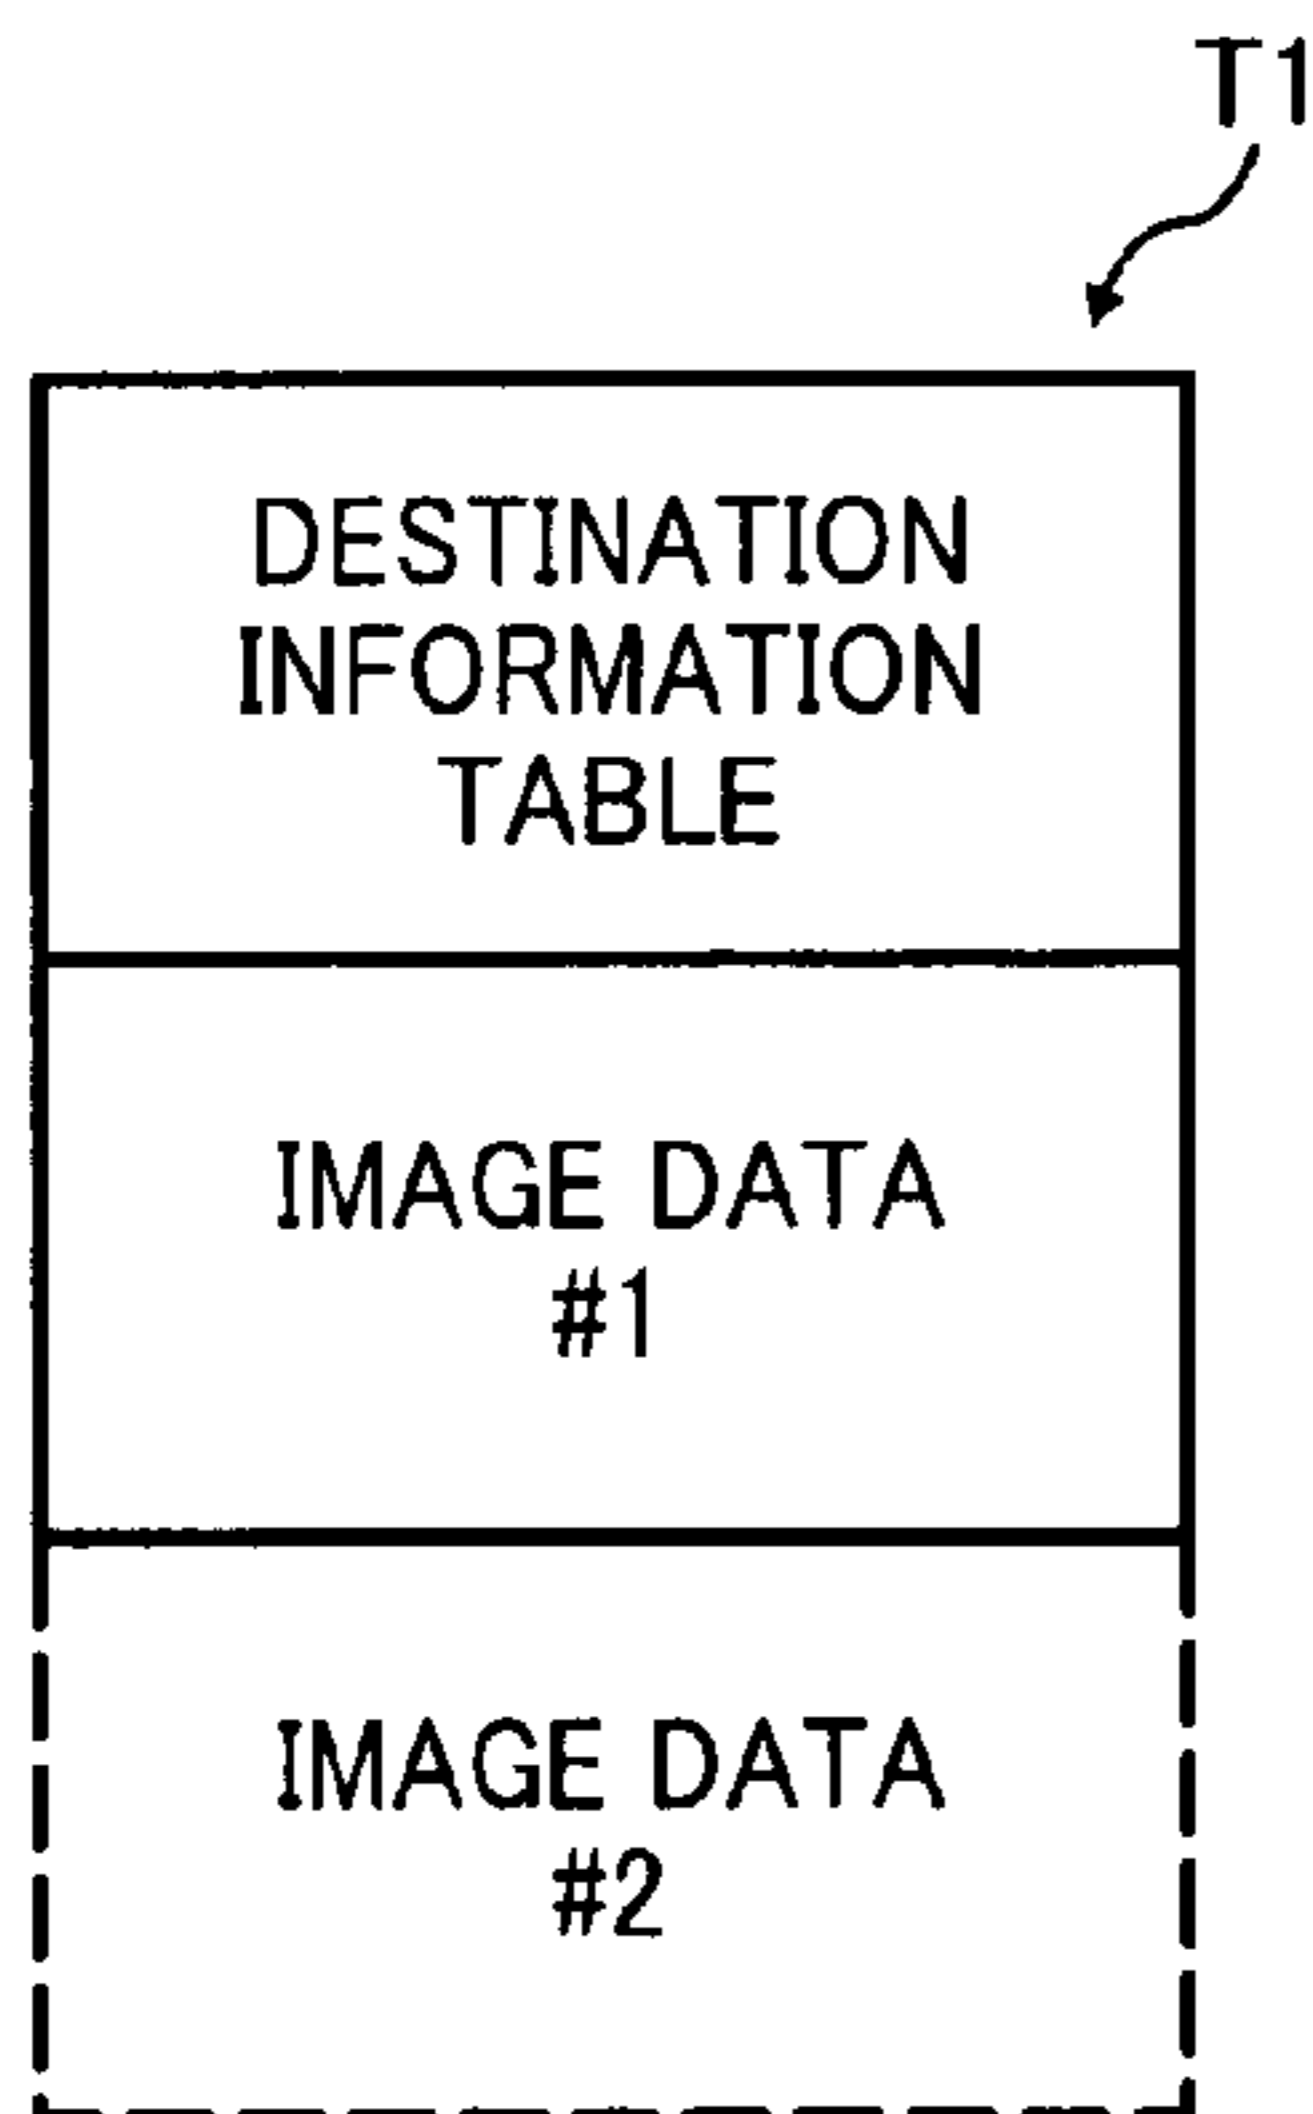 T1
DESTINATION
INFORMATION
TABLE
IMAGE DATA
#1
IMAGE DATA
#2